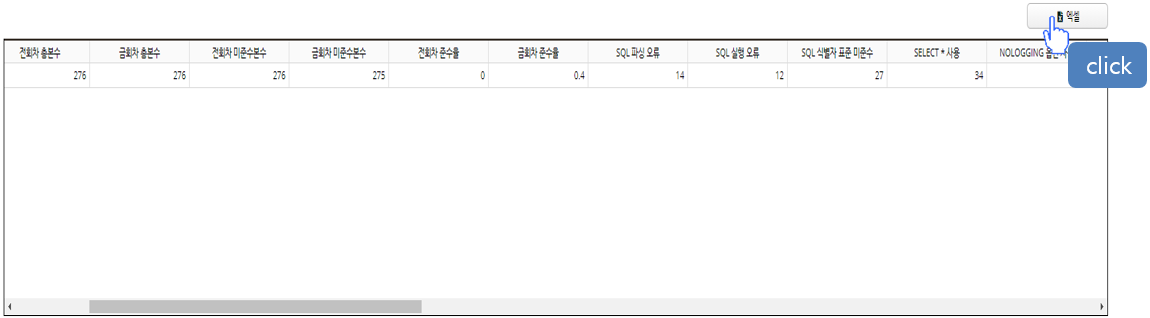 엑셀
click
전회차 총본수 금회차 총본수 전회차 미준수본수 금회차 미준수본수 전회차 준수율 금회차 준수율 SQL 파싱 오류 SQL 실행 오류 SQL 식별자 표준 미준수 SELECT * 사용 NOLOGGING
276 276 276 275 0 0.4 14 12 27 34